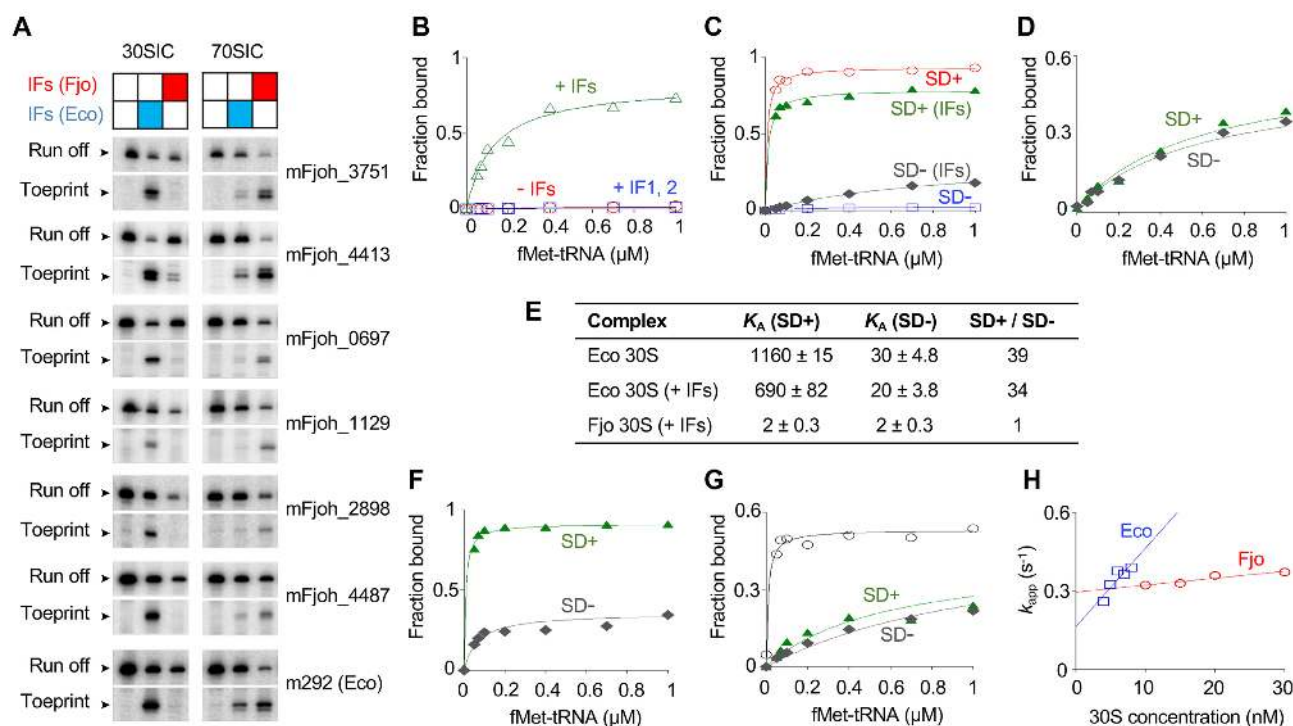 A
30SIC 70SIC
IFs (Fjo)
IFs (Eco)
Run off
Toeprint
mFjoh_3751
Run off
Toeprint
mFjoh_4413
Run off
Toeprint
mFjoh_0697
Run off
Toeprint
mFjoh_1129
Run off
Toeprint
mFjoh_2898
Run off
Toeprint
mFjoh_4487
Run off
Toeprint
m292 (Eco)
B
Fraction bound
1
0.5
0
+ IFs
- IFs
+ IF1, 2
0 0.2 0.4 0.6 0.8 1
fMet-tRNA (µM)
C
Fraction bound
1
0.5
0
SD+
SD+ (IFs)
SD- (IFs)
SD-
0 0.2 0.4 0.6 0.8 1
fMet-tRNA (µM)
D
Fraction bound
0.6
0.3
0
SD+
SD-
0 0.2 0.4 0.6 0.8 1
fMet-tRNA (µM)
E
Complex KA (SD+) KA (SD-) SD+ / SD-
Eco 30S 1160 ± 15 30 ± 4.8 39
Eco 30S (+ IFs) 690 ± 82 20 ± 3.8 34
Fjo 30S (+ IFs) 2 ± 0.3 2 ± 0.3 1
F
Fraction bound
1
0.5
0
SD+
SD-
0 0.2 0.4 0.6 0.8 1
fMet-tRNA (µM)
G
Fraction bound
0.6
0.3
0
SD+
SD-
0 0.2 0.4 0.6 0.8 1
fMet-tRNA (µM)
H
kapp (s-1)
0.6
0.3
0
Eco
Fjo
0 10 20 30
30S concentration (nM)